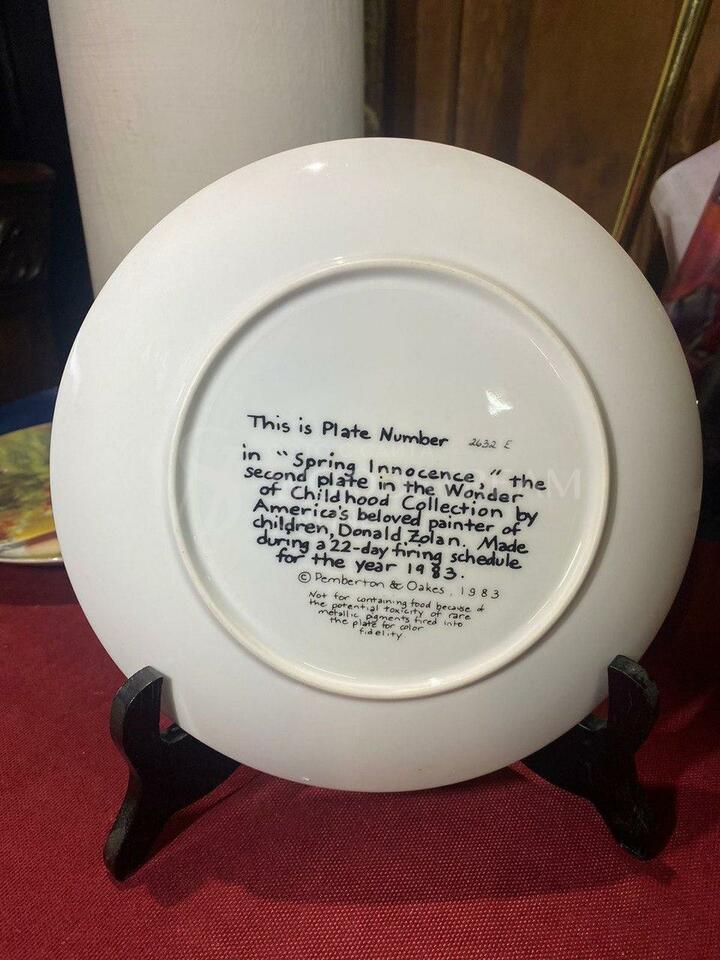 This is Plate Number 2632 E
in "Spring Innocence," the
second plate in the Wonder
of Childhood Collection by
America's beloved painter of
children, Donald Zolan. Made
during a 22-day firing schedule
for the year 1983.
© Pemberton & Oakes, 1983
Not for containing food because of
the potential toxicity of rare
metallic pigments fired into
the plate for color
fidelity